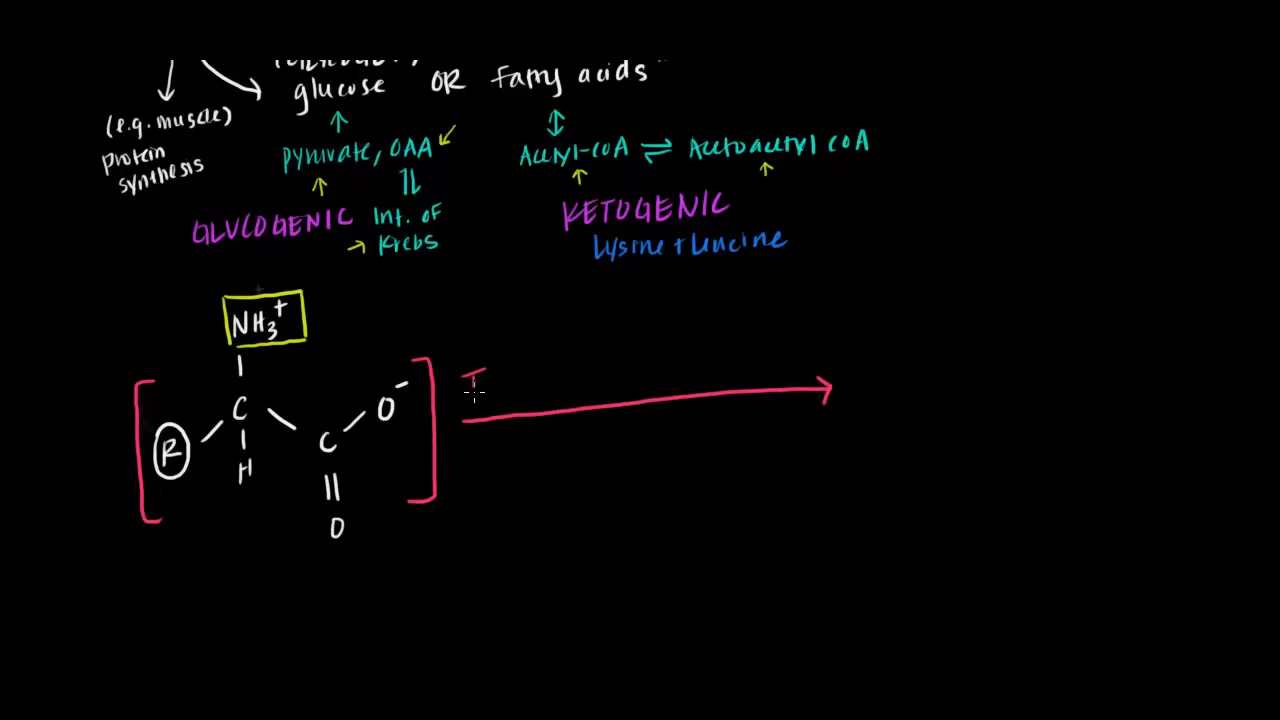 glucose OR fatty acids
(e.g. muscle)
protein
synthesis
pyruvate, OAA
Acetyl-CoA ⇌ Acetoacetyl CoA
GLUCOGENIC
Int. of
Krebs
KETOGENIC
Lysine + Leucine
NH3+
C
O-
R
C
H
O
T